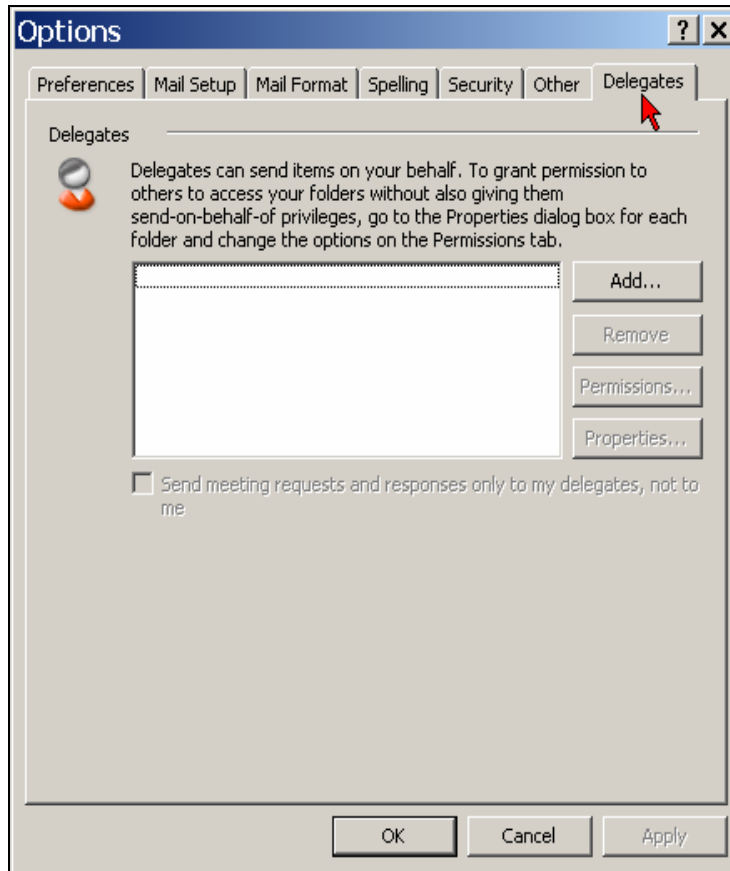 Options
Preferences Mail Setup Mail Format Spelling Security Other Delegates
Delegates
Delegates can send items on your behalf. To grant permission to
others to access your folders without also giving them
send-on-behalf-of privileges, go to the Properties dialog box for each
folder and change the options on the Permissions tab.
Add...
Remove
Permissions...
Properties...
Send meeting requests and responses only to my delegates, not to
me
OK Cancel Apply